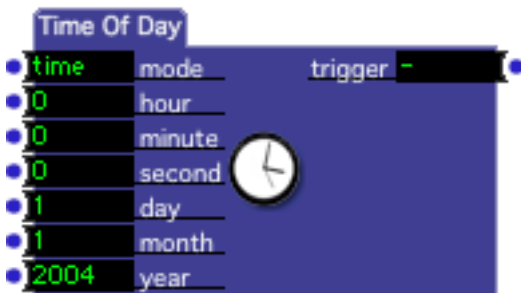 Time Of Day
time mode trigger -
0 hour
0 minute
0 second
1 day
1 month
2004 year